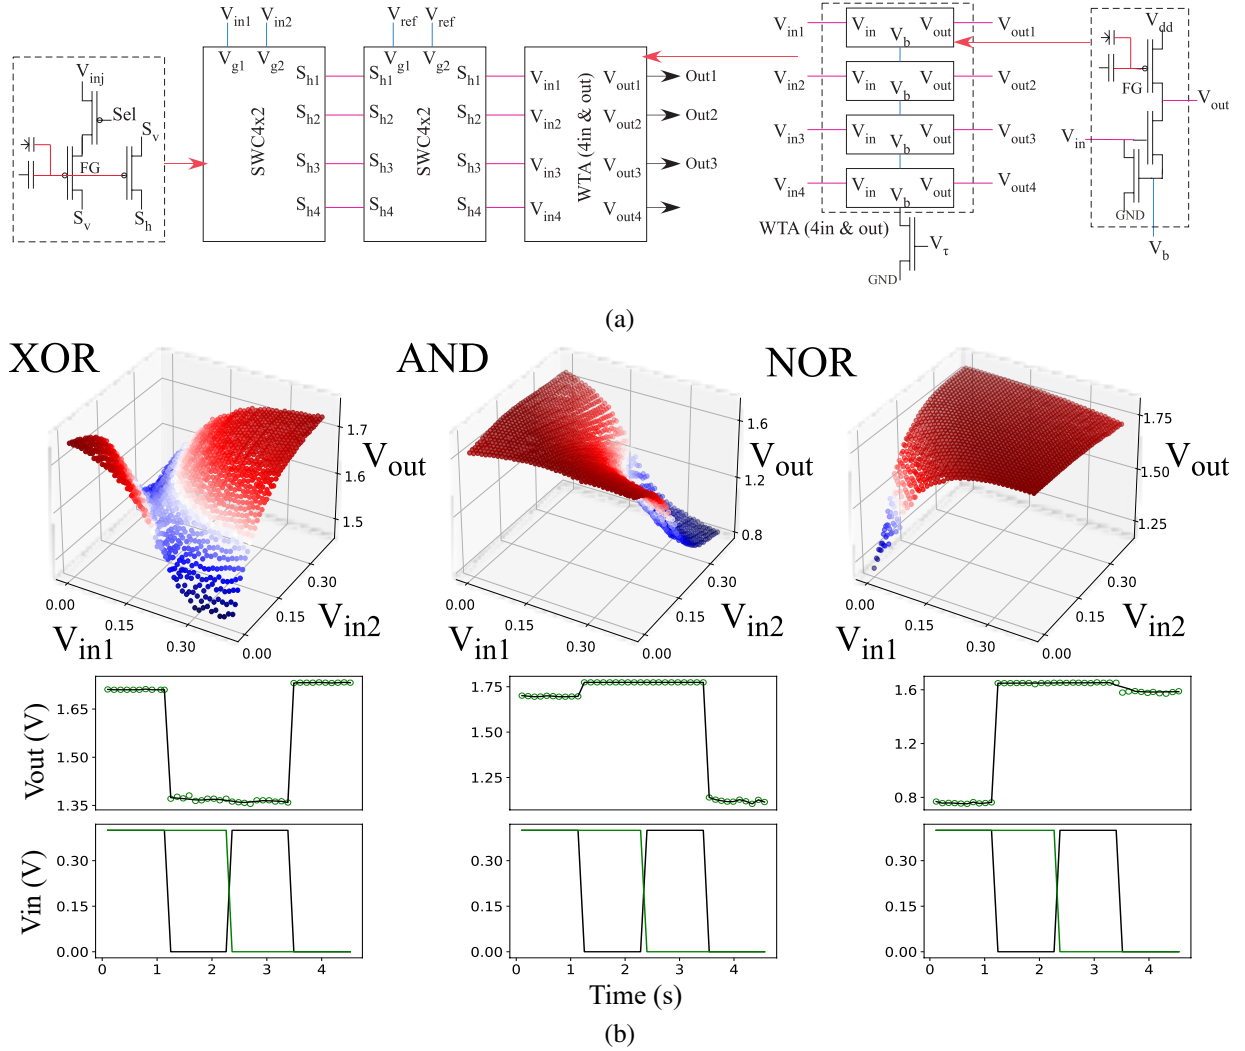 Vinj
Sel
Sv
FG
Sv
Sh
Vin1
Vin2
Vg1
Vg2
SWC4x2
Sh1
Sh2
Sh3
Sh4
Vref
Vref
Vg1
Vg2
Sh1
Sh2
Sh3
Sh4
SWC4x2
Sh1
Sh2
Sh3
Sh4
Vin1
Vin2
Vin3
Vin4
WTA (4in & out)
Vout1
Vout2
Vout3
Vout4
Out1
Out2
Out3
Vin1
Vin Vb Vout
Vout1
Vin2
Vin Vb Vout
Vout2
Vin3
Vin Vb Vout
Vout3
Vin4
Vin Vb Vout
Vout4
WTA (4in & out)
Vτ
GND
Vdd
FG
Vout
Vin
GND
Vb
(a)
XOR
Vout
1.7
1.6
1.5
0.00
0.15
0.30
Vin1
0.00
0.15
0.30
Vin2
AND
Vout
1.6
1.2
0.8
0.00
0.15
0.30
Vin1
0.00
0.15
0.30
Vin2
NOR
Vout
1.75
1.50
1.25
0.00
0.15
0.30
Vin1
0.00
0.15
0.30
Vin2
Vout (V)
1.65
1.50
1.35
1.75
1.50
1.25
1.6
1.2
0.8
Vin (V)
0.30
0.15
0.00
0 1 2 3 4
0.30
0.15
0.00
0 1 2 3 4
0.30
0.15
0.00
0 1 2 3 4
Time (s)
(b)